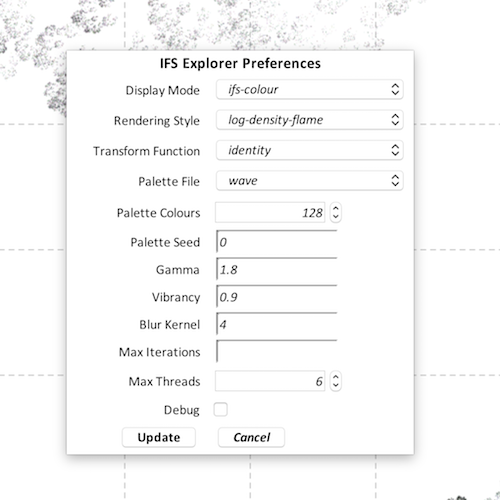 IFS Explorer Preferences
Display Mode ifs-colour
Rendering Style log-density-flame
Transform Function identity
Palette File wave
Palette Colours 128
Palette Seed 0
Gamma 1.8
Vibrancy 0.9
Blur Kernel 4
Max Iterations
Max Threads 6
Debug
Update Cancel